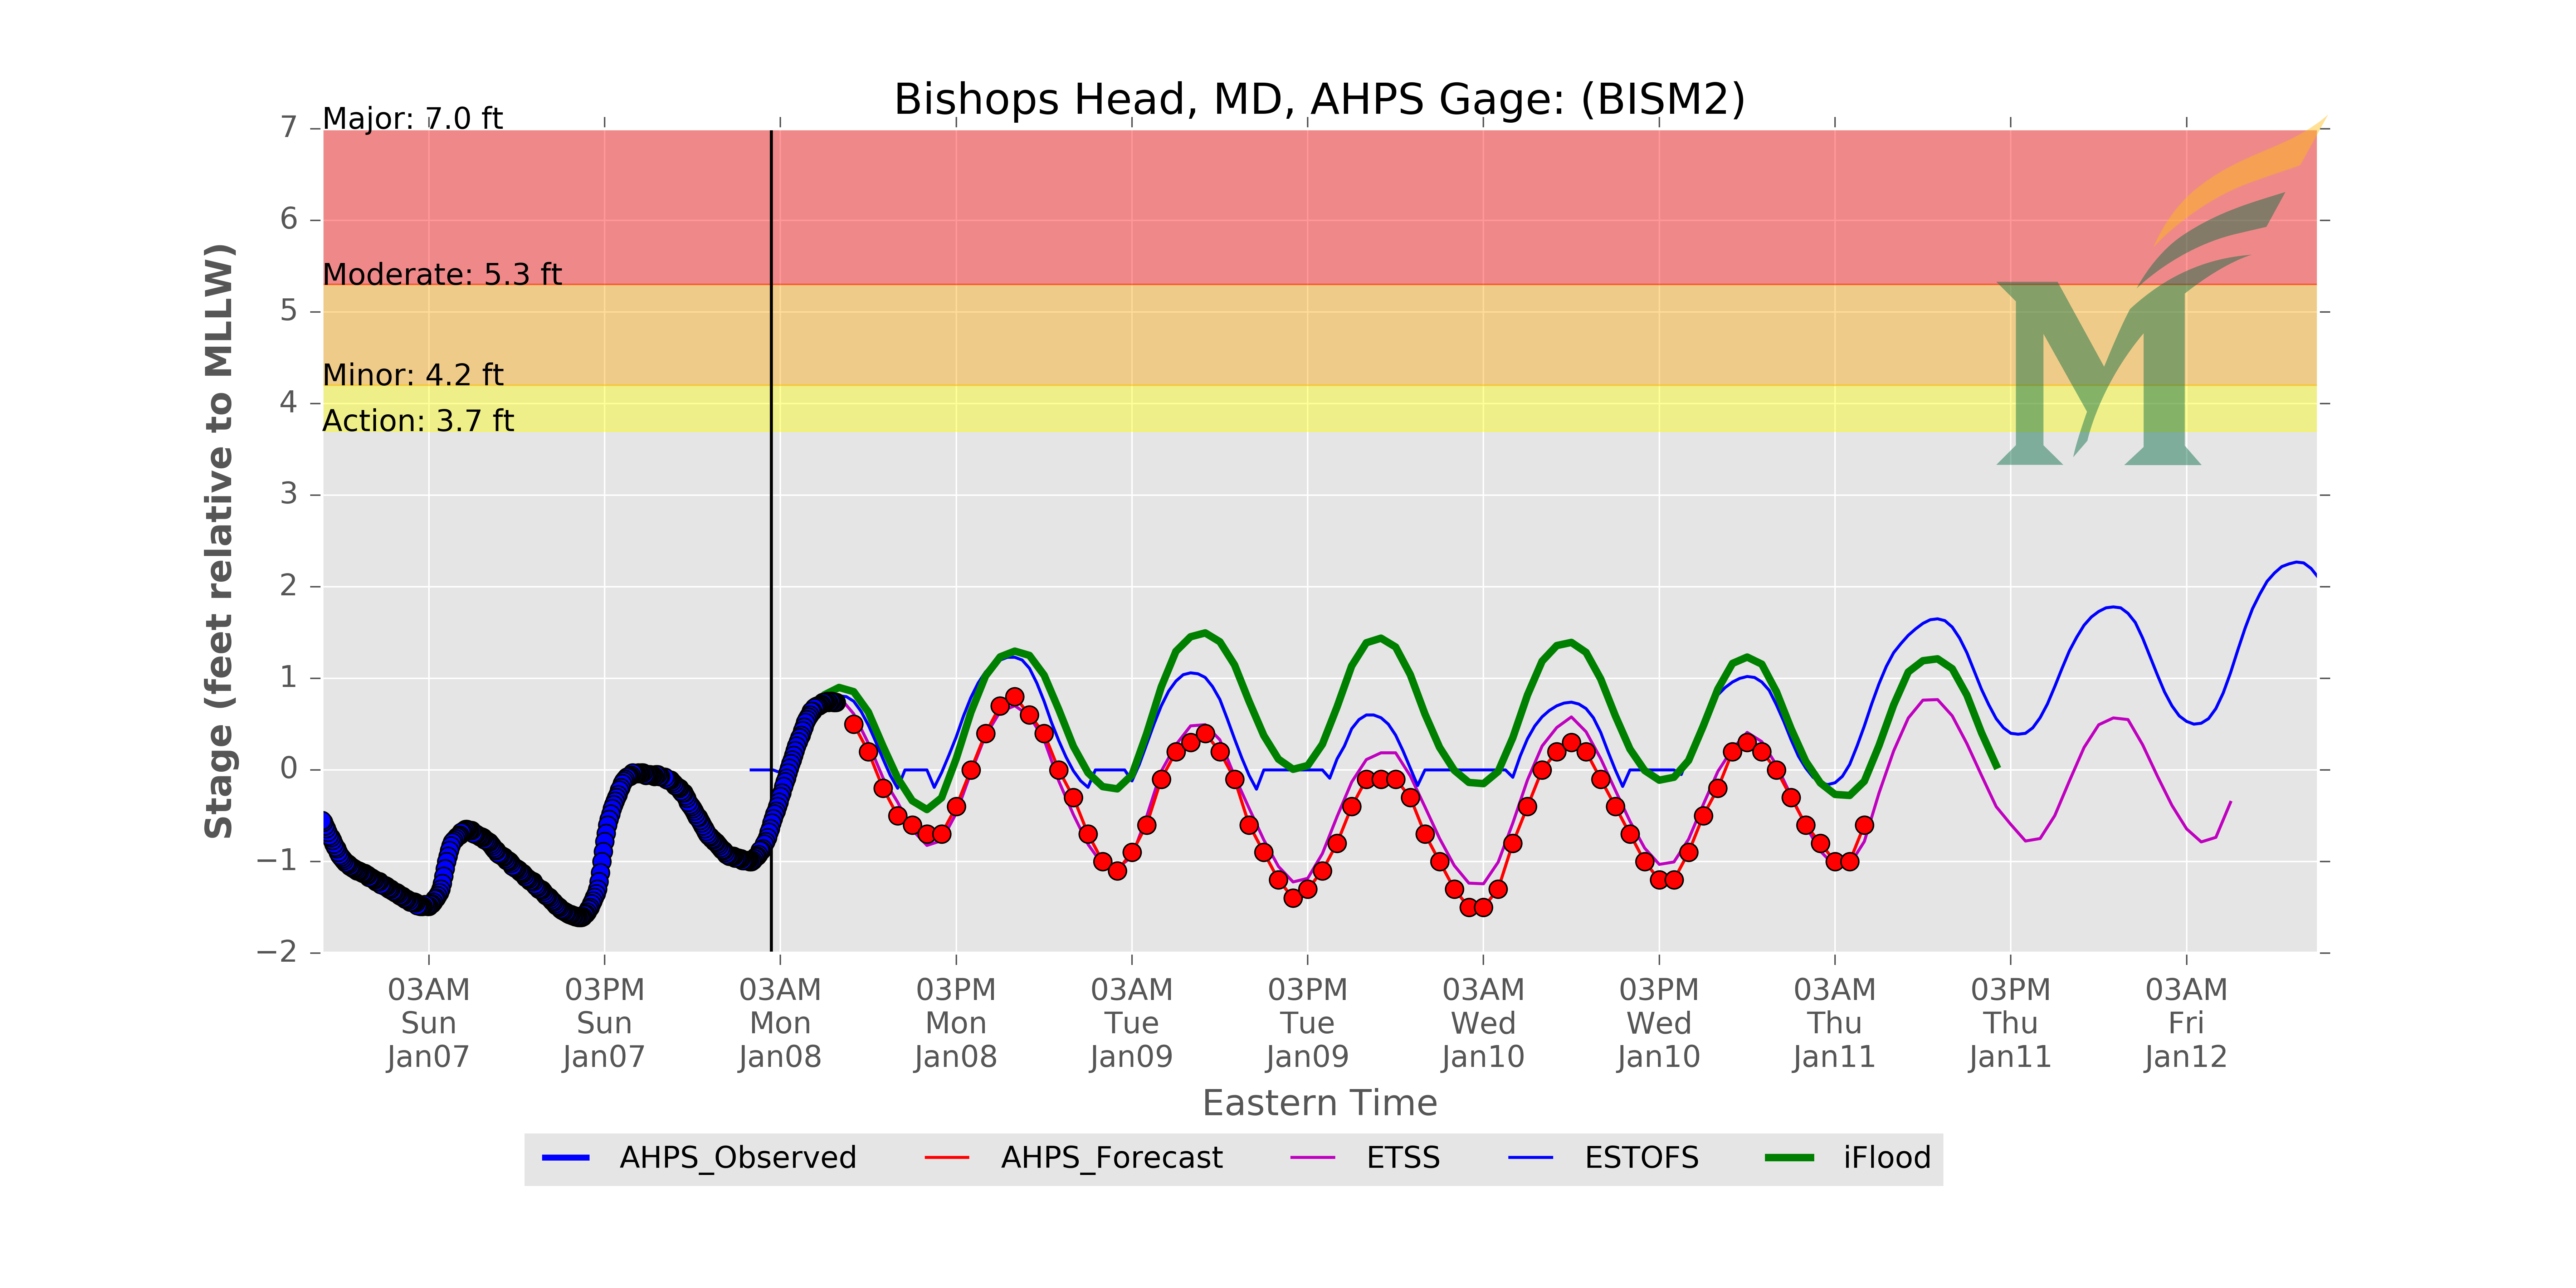 Bishops Head, MD, AHPS Gage: (BISM2)
Major: 7.0 ft
Moderate: 5.3 ft
Minor: 4.2 ft
Action: 3.7 ft
Stage (feet relative to MLLW)
7
6
5
4
3
2
1
0
−1
−2
03AM 03PM 03AM 03PM 03AM 03PM 03AM 03PM 03AM 03PM 03AM
Sun Sun Mon Mon Tue Tue Wed Wed Thu Thu Fri
Jan07 Jan07 Jan08 Jan08 Jan09 Jan09 Jan10 Jan10 Jan11 Jan11 Jan12
Eastern Time
AHPS_Observed AHPS_Forecast ETSS ESTOFS iFlood
M